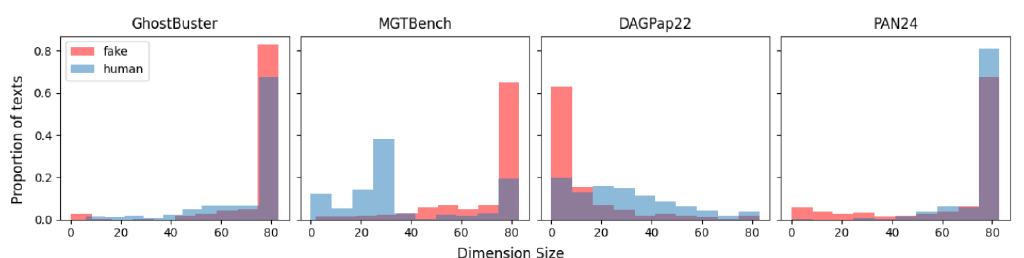 GhostBuster MGTBench DAGPap22 PAN24
fake
human
Proportion of texts
0.8
0.6
0.4
0.2
0.0
0 20 40 60 80 0 20 40 60 80 0 20 40 60 80 0 20 40 60 80
Dimension Size